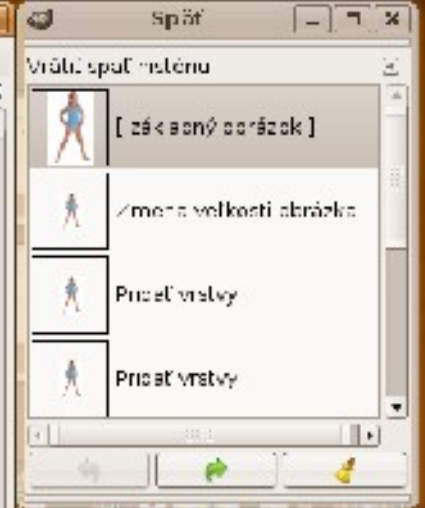 Späť
Vrátiť späť históriu
[ základný obrázok ]
Zmena veľkosti obrázka
Pridať vrstvy
Pridať vrstvy